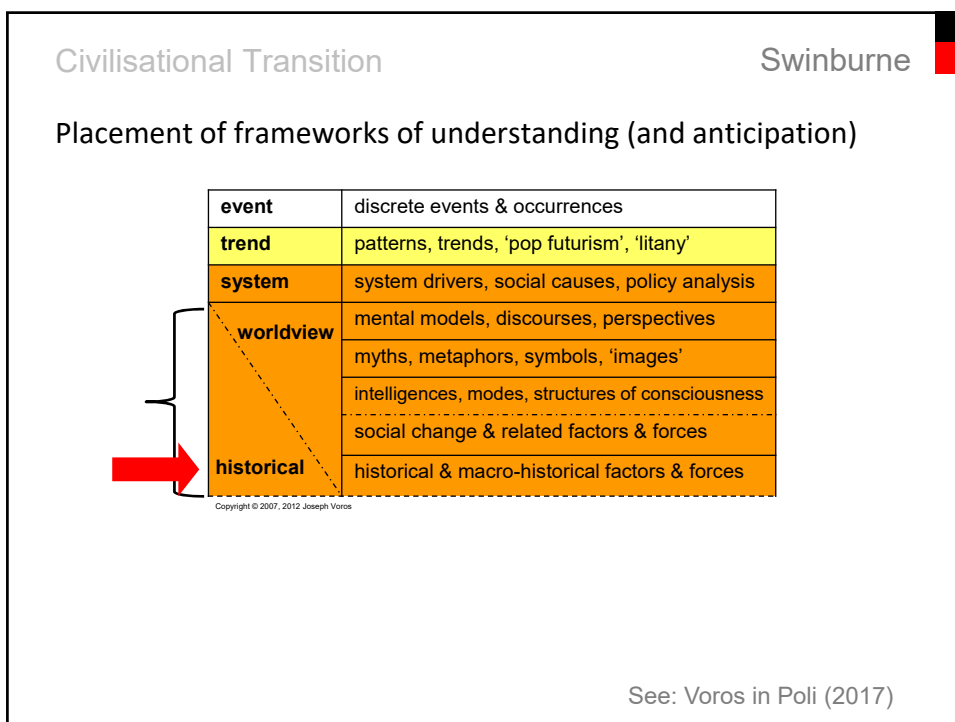 Civilisational Transition
Swinburne
Placement of frameworks of understanding (and anticipation)
event discrete events & occurrences
trend patterns, trends, ‘pop futurism’, ‘litany’
system system drivers, social causes, policy analysis
worldview mental models, discourses, perspectives
myths, metaphors, symbols, ‘images’
intelligences, modes, structures of consciousness
social change & related factors & forces
historical historical & macro-historical factors & forces
Copyright © 2007, 2012 Joseph Voros
See: Voros in Poli (2017)